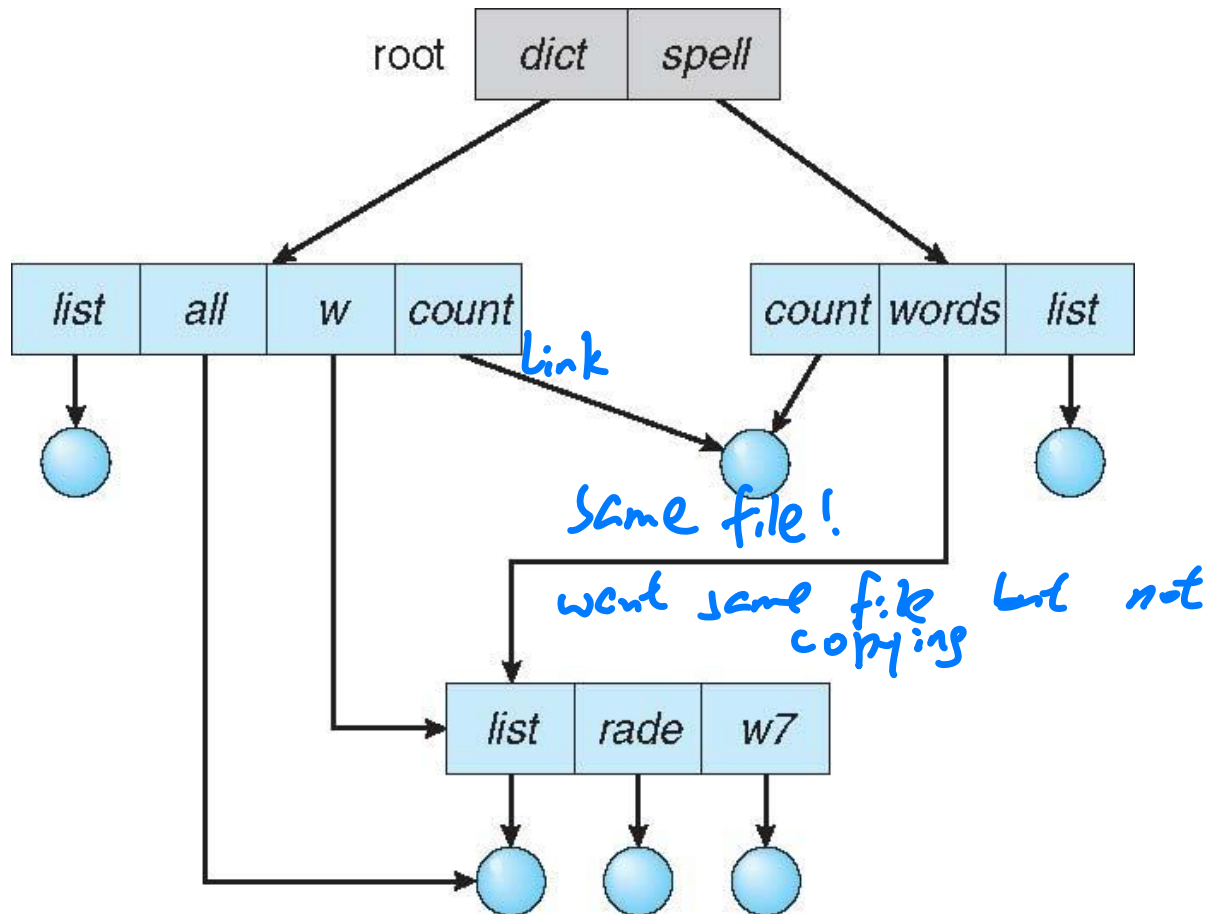 root dict spell
list all w count count words list
Link
Same file!
want same file but not
copying
list rade w7